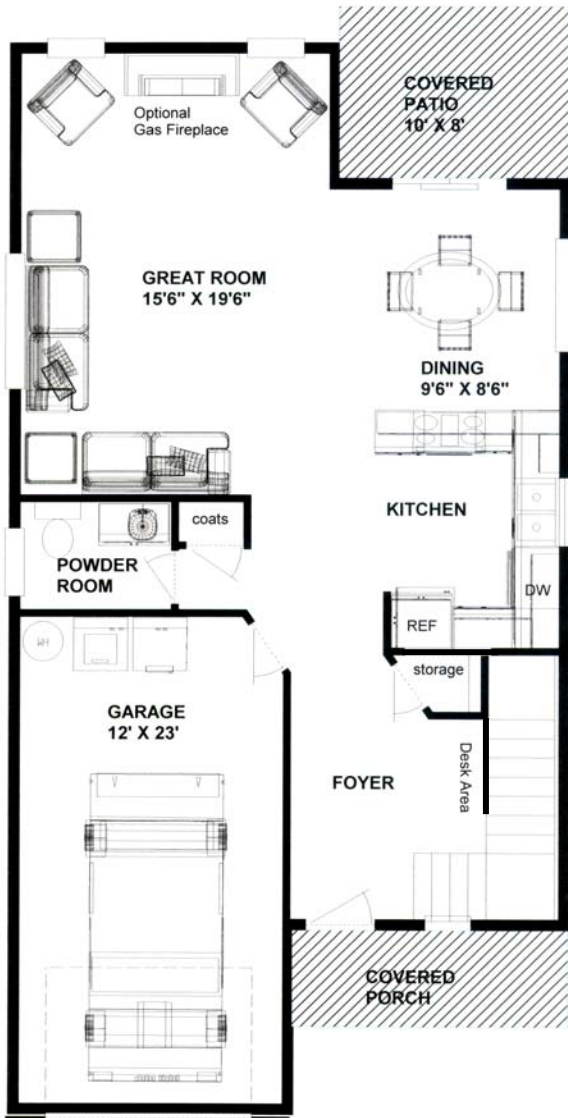 COVERED
PATIO
10' X 8'
Optional
Gas Fireplace
GREAT ROOM
15'6" X 19'6"
DINING
9'6" X 8'6"
KITCHEN
coats
POWDER
ROOM
DW
REF
WH
storage
GARAGE
12' X 23'
Desk Area
FOYER
COVERED
PORCH